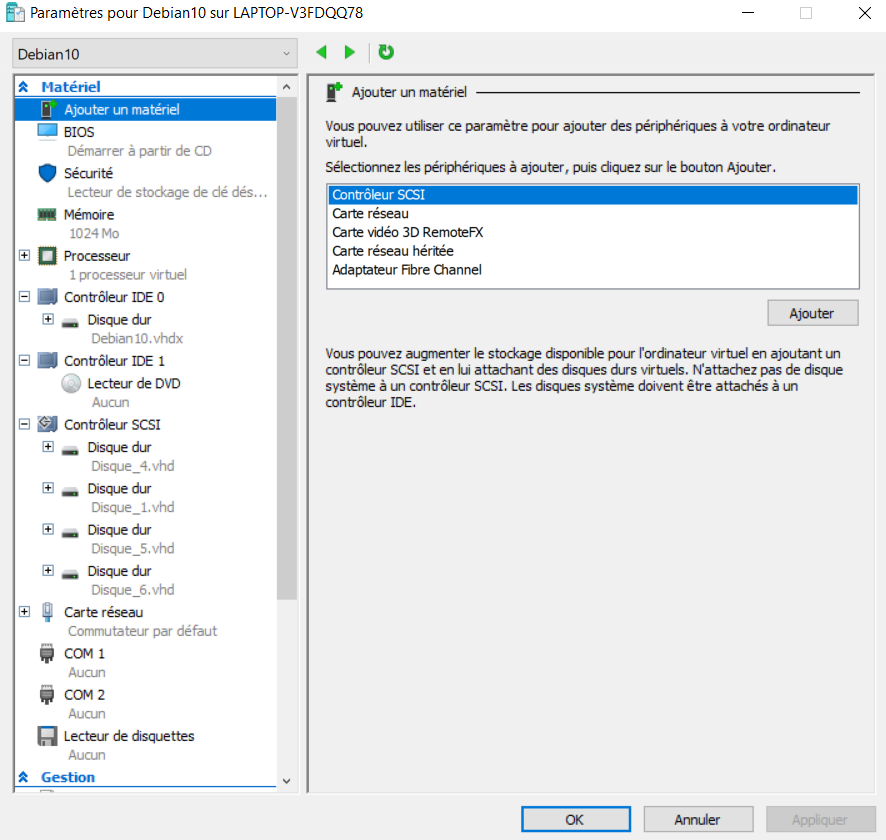 Paramètres pour Debian10 sur LAPTOP-V3FDQQ78
Debian10
Matériel
Ajouter un matériel
BIOS
Démarrer à partir de CD
Sécurité
Lecteur de stockage de clé dés...
Mémoire
1024 Mo
Processeur
1 processeur virtuel
Contrôleur IDE 0
Disque dur
Debian10.vhdx
Contrôleur IDE 1
Lecteur de DVD
Aucun
Contrôleur SCSI
Disque dur
Disque_4.vhd
Disque dur
Disque_1.vhd
Disque dur
Disque_5.vhd
Disque dur
Disque_6.vhd
Carte réseau
Commutateur par défaut
COM 1
Aucun
COM 2
Aucun
Lecteur de disquettes
Aucun
Gestion
Ajouter un matériel
Vous pouvez utiliser ce paramètre pour ajouter des périphériques à votre ordinateur
virtuel.
Sélectionnez les périphériques à ajouter, puis cliquez sur le bouton Ajouter.
Contrôleur SCSI
Carte réseau
Carte vidéo 3D RemoteFX
Carte réseau héritée
Adaptateur Fibre Channel
Ajouter
Vous pouvez augmenter le stockage disponible pour l'ordinateur virtuel en ajoutant un
contrôleur SCSI et en lui attachant des disques durs virtuels. N'attachez pas de disque
système à un contrôleur SCSI. Les disques système doivent être attachés à un
contrôleur IDE.
OK
Annuler
Appliquer